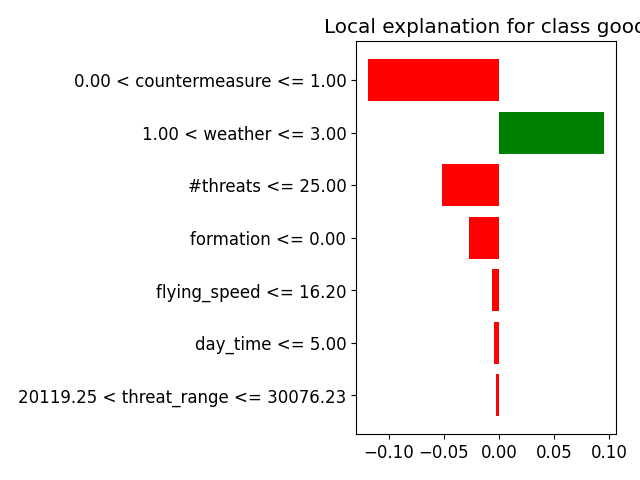 Local explanation for class good
0.00 < countermeasure <= 1.00
1.00 < weather <= 3.00
#threats <= 25.00
formation <= 0.00
flying_speed <= 16.20
day_time <= 5.00
20119.25 < threat_range <= 30076.23
−0.10 −0.05 0.00 0.05 0.10